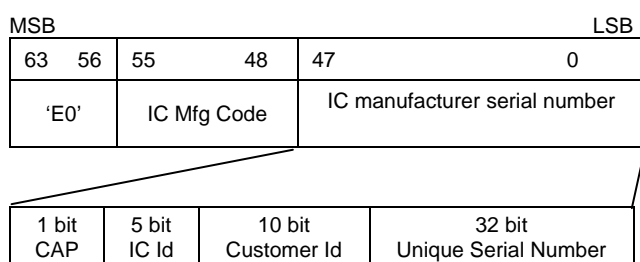 MSB LSB
63 56 55 48 47 0
‘E0’ IC Mfg Code IC manufacturer serial number
1 bit 5 bit 10 bit 32 bit
CAP IC Id Customer Id Unique Serial Number